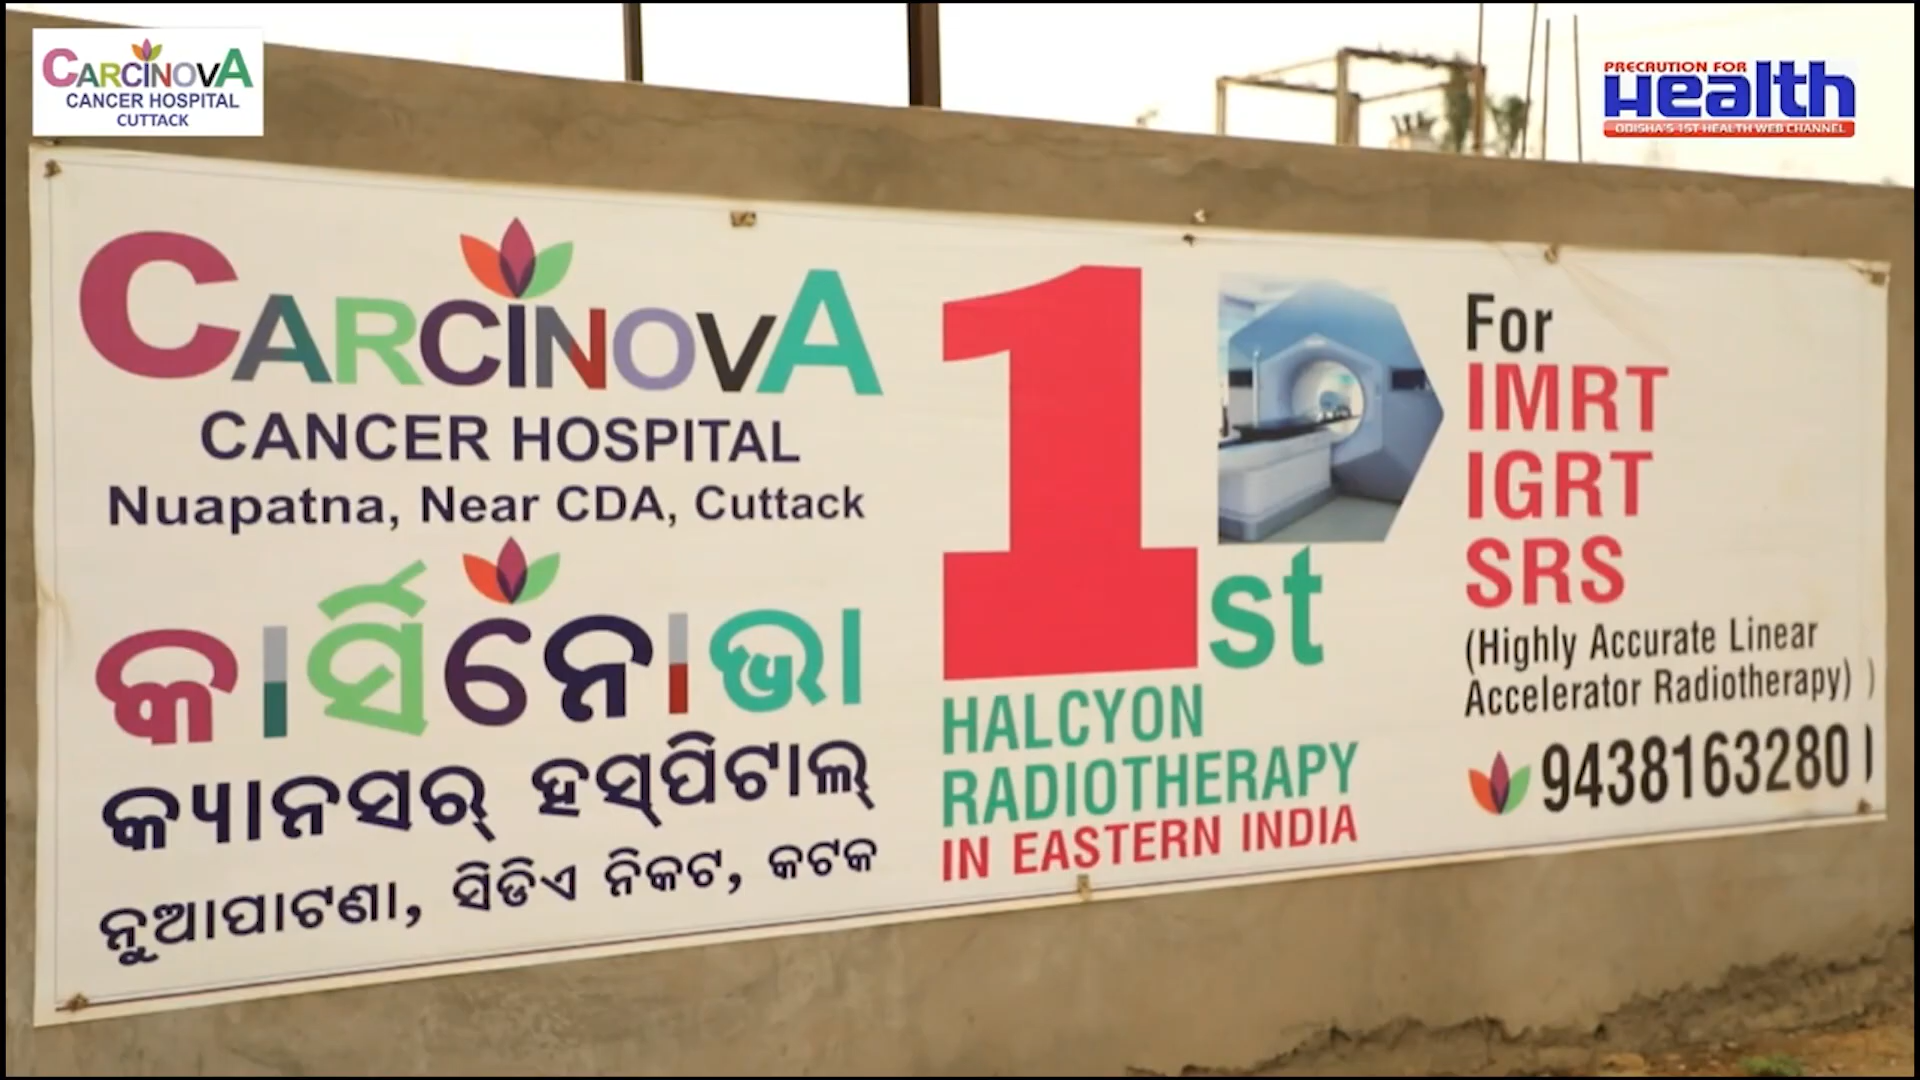 CARCINOVA
CANCER HOSPITAL
CUTTACK
PRECAUTION FOR
Health
ODISHA'S 1ST HEALTH WEB CHANNEL
CARCINOVA
CANCER HOSPITAL
Nuapatna, Near CDA, Cuttack
କାର୍ସିନୋଭା
କ୍ୟାନସର୍ ହସ୍‌ପିଟାଲ୍
ନୁଆପାଟଣା, ସିଡିଏ ନିକଟ, କଟକ
1st
HALCYON
RADIOTHERAPY
IN EASTERN INDIA
For
IMRT
IGRT
SRS
(Highly Accurate Linear
Accelerator Radiotherapy)
9438163280